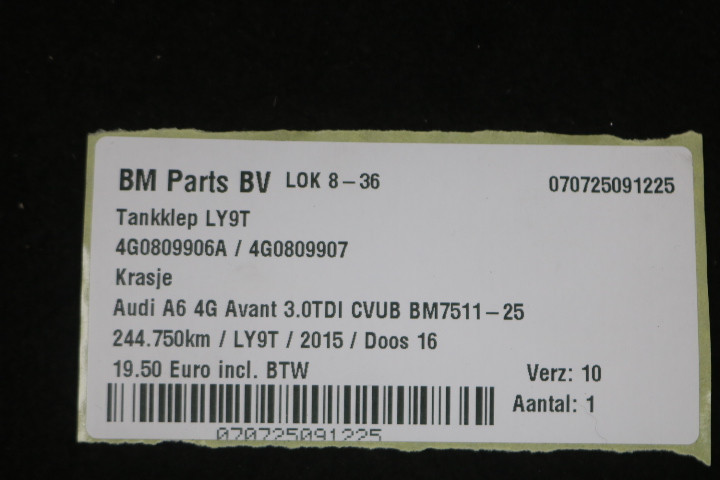 BM Parts BV LOK 8-36 070725091225
Tankklep LY9T
4G0809906A / 4G0809907
Krasje
Audi A6 4G Avant 3.0TDI CVUB BM7511-25
244.750km / LY9T / 2015 / Doos 16
19.50 Euro incl. BTW Verz: 10
Aantal: 1
070725091225